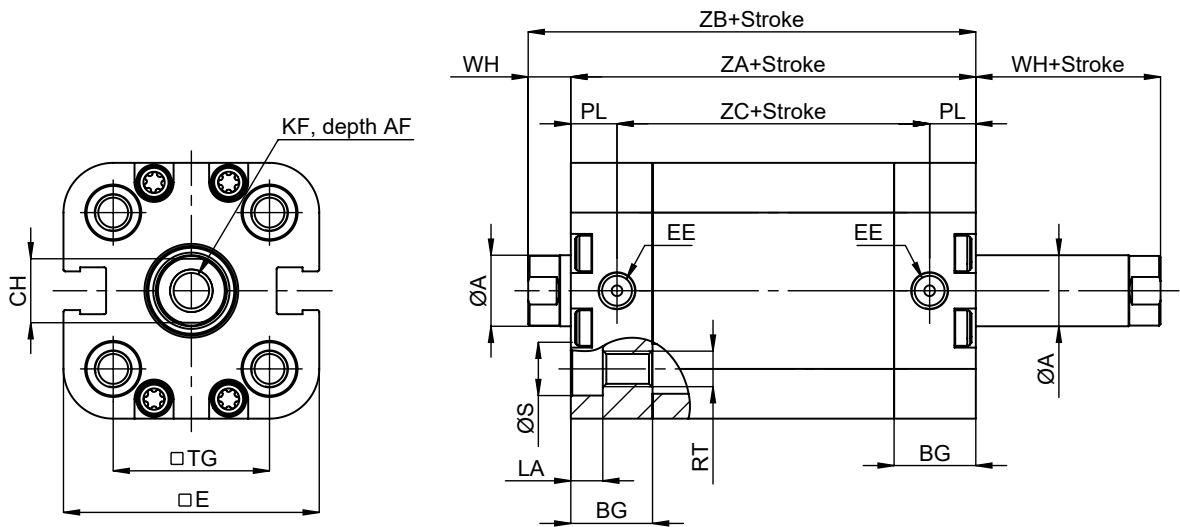 ZB+Stroke
WH
ZA+Stroke
WH+Stroke
PL
ZC+Stroke
PL
KF, depth AF
EE
EE
CH
ØA
ØA
ØS
RT
□TG
LA
BG
□E
BG